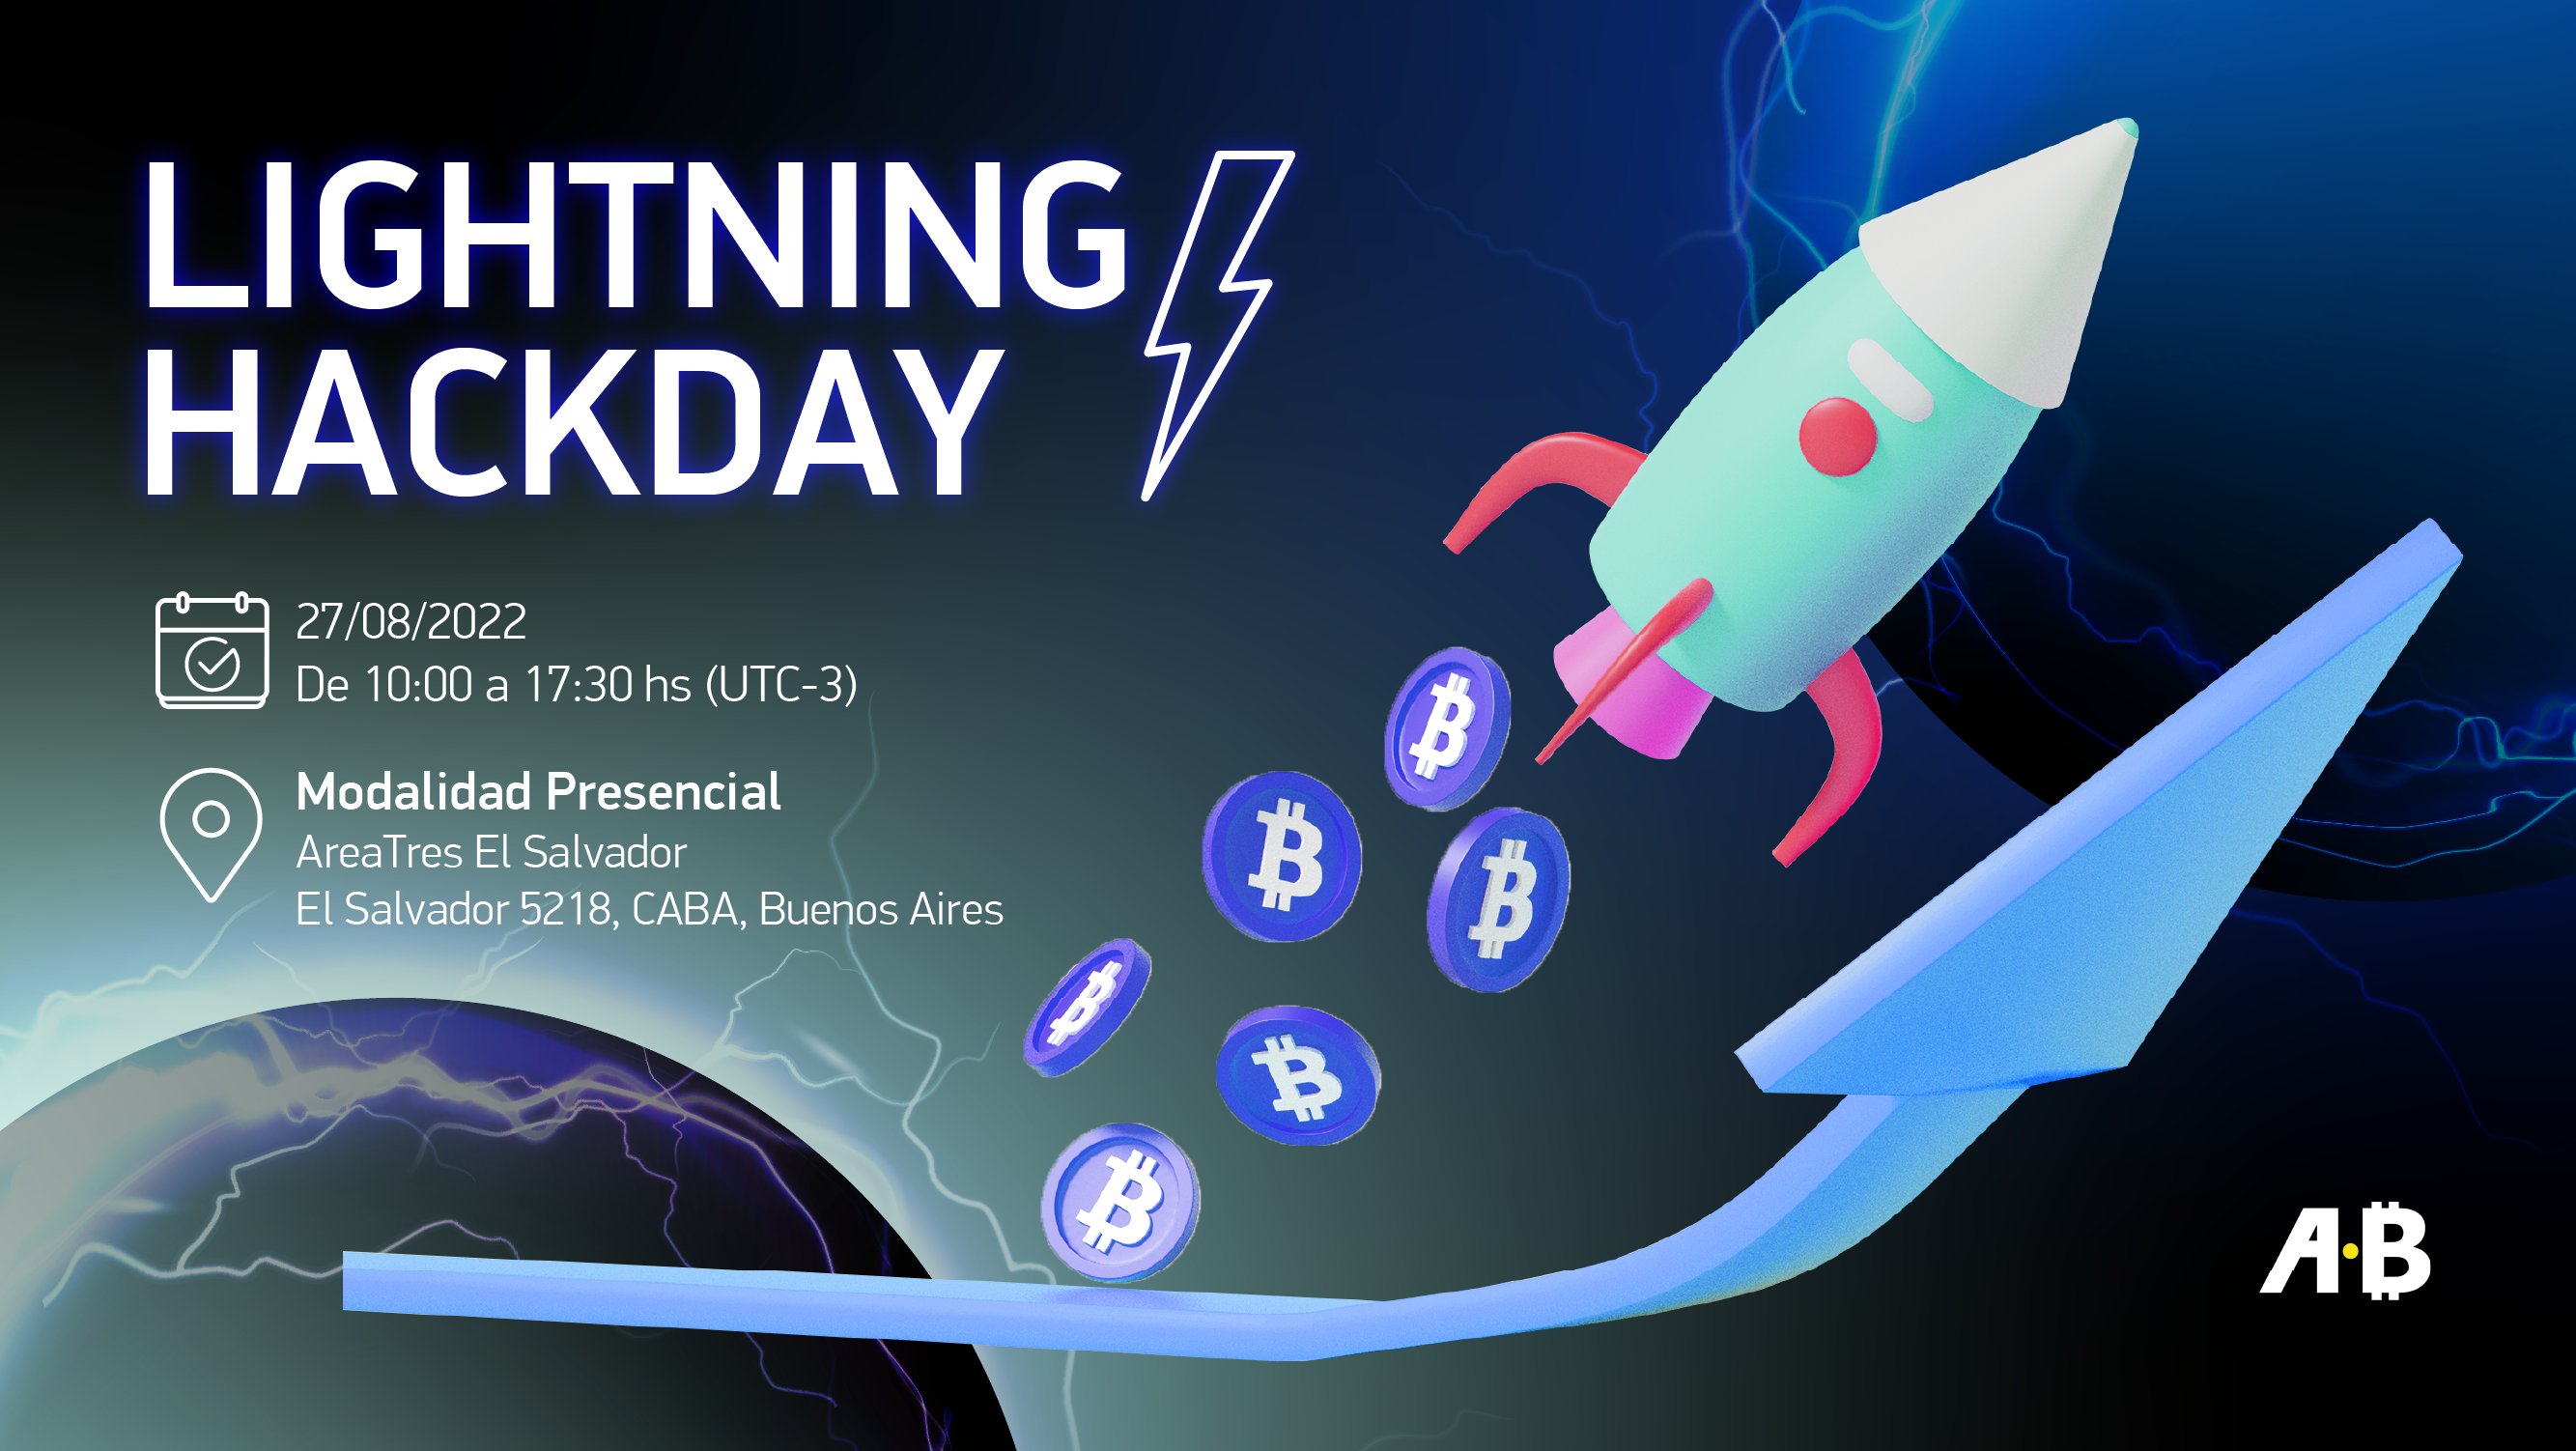 LIGHTNING
HACKDAY
27/08/2022
De 10:00 a 17:30 hs (UTC-3)
Modalidad Presencial
AreaTres El Salvador
El Salvador 5218, CABA, Buenos Aires
A·₿